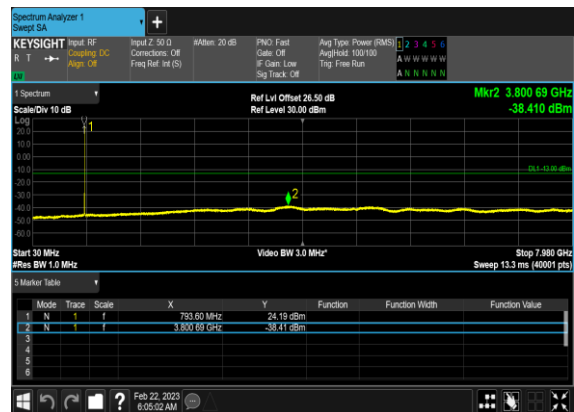 Spectrum Analyzer 1
Swept SA
+
KEYSIGHT Input: RF Input Z: 50 Ω #Atten: 20 dB PNO: Fast Avg Type: Power (RMS) 1 2 3 4 5 6
R T Coupling: DC Corrections: Off Gate: Off Avg|Hold: 100/100 A W W W W W
Align: Off Freq Ref: Int (S) IF Gain: Low Trig: Free Run
Sig Track: Off A N N N N N
1 Spectrum
Ref Lvl Offset 26.50 dB Mkr2 3.800 69 GHz
Scale/Div 10 dB Ref Level 30.00 dBm -38.410 dBm
Log
20.0
10.0
0.00
-10.0
-20.0
-30.0
-40.0
-50.0
-60.0
1
DL1 -13.00 dBm
2
Start 30 MHz Video BW 3.0 MHz* Stop 7.980 GHz
#Res BW 1.0 MHz Sweep 13.3 ms (40001 pts)
5 Marker Table
Mode Trace Scale X Y Function Function Width Function Value
1 N 1 f 793.60 MHz 24.19 dBm
2 N 1 f 3.800 69 GHz -38.41 dBm
3
4
5
6
? Feb 22, 2023
6:05:02 AM